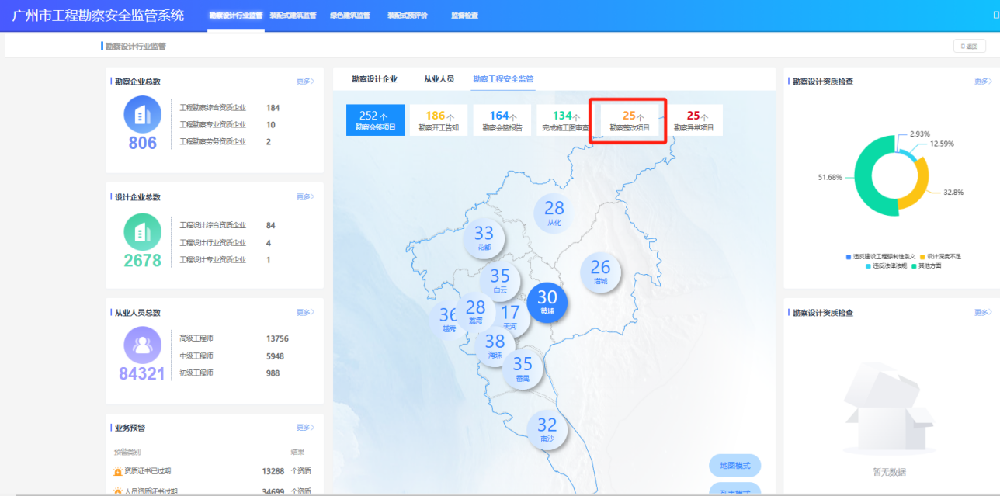 广州市工程勘察安全监管系统
勘察设计行业监管 装配式建筑监管 绿色建筑监管 装配式预评价 监督检查
勘察设计行业监管
返回
勘察企业总数 更多>
806
工程勘察综合资质企业 184
工程勘察专业资质企业 10
工程勘察劳务资质企业 2
设计企业总数 更多>
2678
工程设计综合资质企业 84
工程设计行业资质企业 4
工程设计专业资质企业 1
从业人员总数 更多>
84321
高级工程师 13756
中级工程师 5948
初级工程师 988
业务预警 更多>
预警类别 结果
资质证书已过期 13288 个资质
人员资质证书过期 34699 个资质
勘察设计企业 从业人员 勘察工程安全监管
252个
勘察会签项目
186个
勘察开工告知
164个
勘察会签报告
134个
完成施工图审查
25个
勘察整改项目
25个
勘察异常项目
28
从化
33
花都
26
增城
35
白云
30
黄埔
36
越秀
28
荔湾
17
天河
38
海珠
35
番禺
32
南沙
地图模式
列表模式
勘察设计资质检查 更多>
2.93%
12.59%
51.68%
32.8%
违反建设工程强制性条文 设计深度不足
违反法律法规 其他方面
勘察设计资质检查 更多>
暂无数据